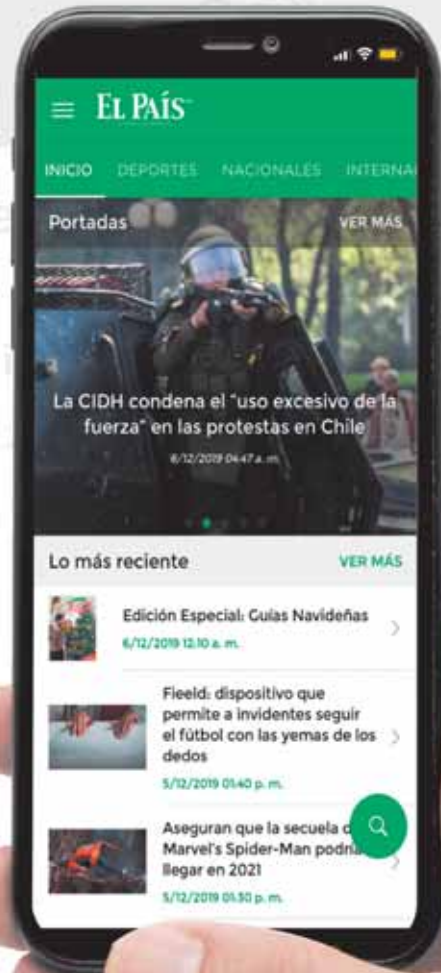 EL PAÍS
INICIO DEPORTES NACIONALES INTERNA
Portadas VER MÁS
La CIDH condena el "uso excesivo de la
fuerza" en las protestas en Chile
6/12/2019 04:47 a. m.
Lo más reciente VER MÁS
Edición Especial: Guías Navideñas
6/12/2019 12:10 a. m.
Fieeld: dispositivo que
permite a invidentes seguir
el fútbol con las yemas de los
dedos
5/12/2019 01:40 p. m.
Aseguran que la secuela
Marvel's Spider-Man podría
llegar en 2021
5/12/2019 01:30 p. m.